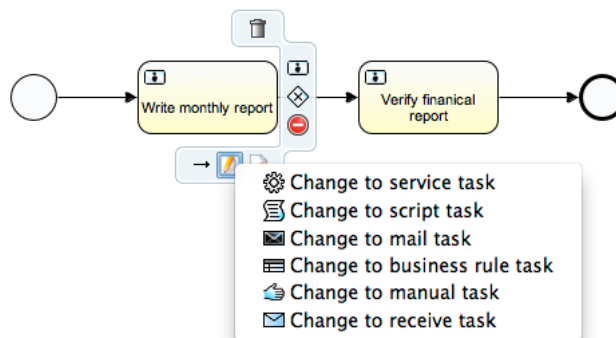 Write monthly report
Verify finanical
report
Change to service task
Change to script task
Change to mail task
Change to business rule task
Change to manual task
Change to receive task